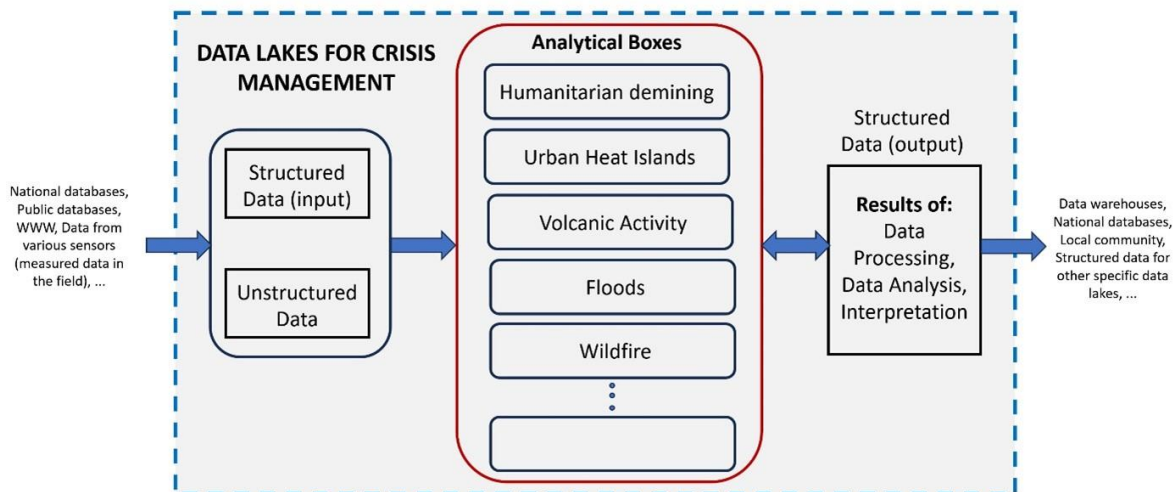 DATA LAKES FOR CRISIS
MANAGEMENT
National databases,
Public databases,
WWW, Data from
various sensors
(measured data in
the field), ...
Structured
Data (input)
Unstructured
Data
Analytical Boxes
Humanitarian demining
Urban Heat Islands
Volcanic Activity
Floods
Wildfire
Structured
Data (output)
Results of:
Data
Processing,
Data Analysis,
Interpretation
Data warehouses,
National databases,
Local community,
Structured data for
other specific data
lakes, ...